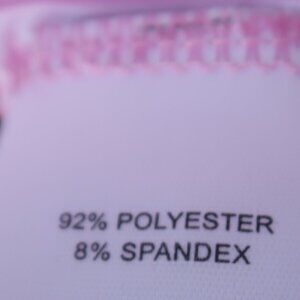 92% POLYESTER
8% SPANDEX